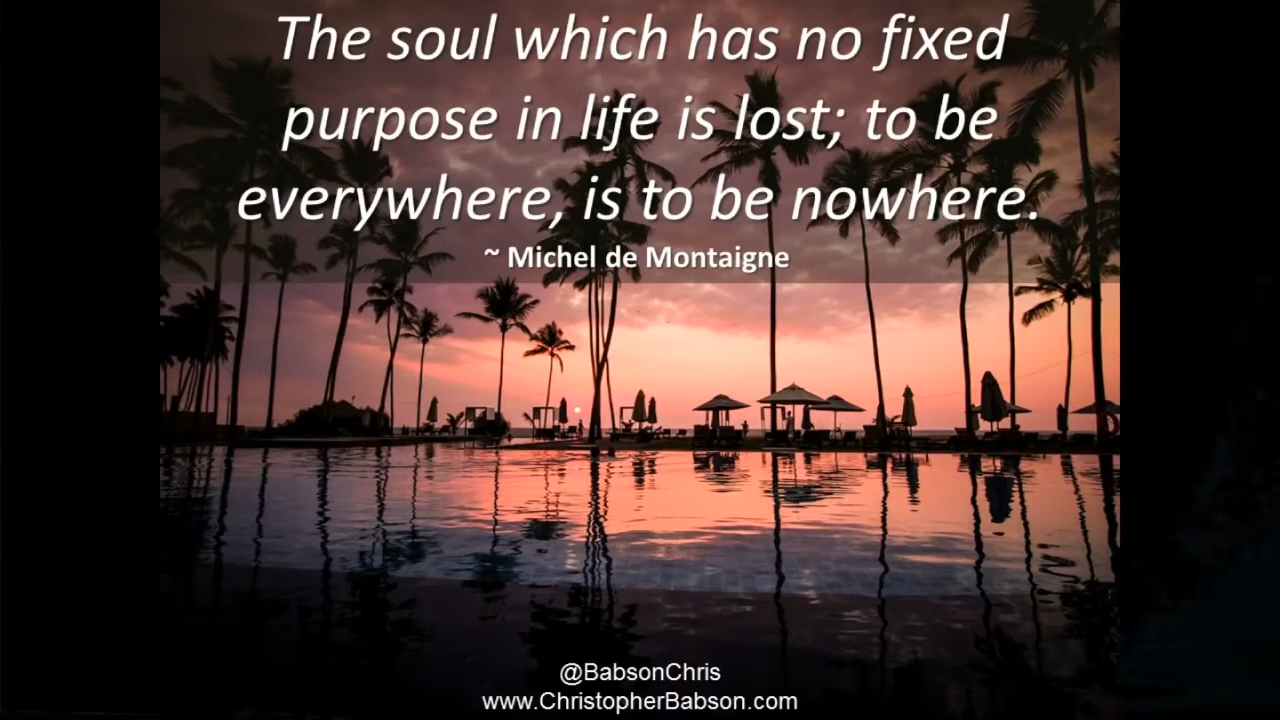 The soul which has no fixed
purpose in life is lost; to be
everywhere, is to be nowhere.
~ Michel de Montaigne
@BabsonChris
www.ChristopherBabson.com